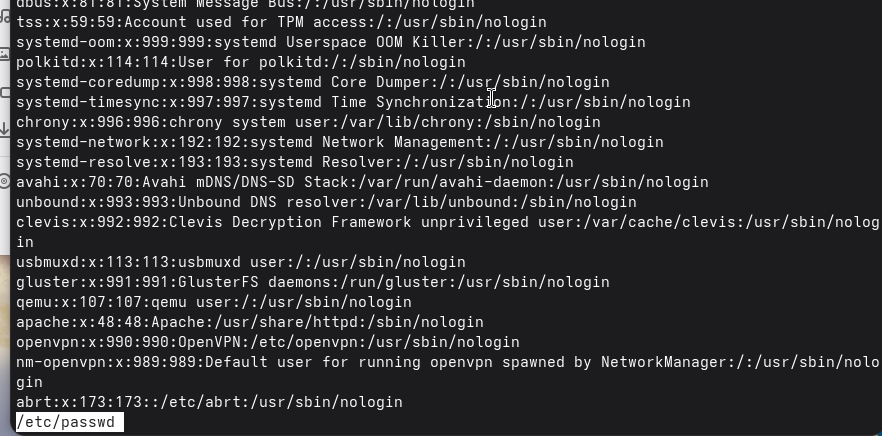 dbus:x:81:81:System Message Bus:/:/usr/sbin/nologin
tss:x:59:59:Account used for TPM access:/:/usr/sbin/nologin
systemd-oom:x:999:999:systemd Userspace OOM Killer:/:/usr/sbin/nologin
polkitd:x:114:114:User for polkitd:/:/sbin/nologin
systemd-coredump:x:998:998:systemd Core Dumper:/:/usr/sbin/nologin
systemd-timesync:x:997:997:systemd Time Synchronization:/:/usr/sbin/nologin
chrony:x:996:996:chrony system user:/var/lib/chrony:/sbin/nologin
systemd-network:x:192:192:systemd Network Management:/:/usr/sbin/nologin
systemd-resolve:x:193:193:systemd Resolver:/:/usr/sbin/nologin
avahi:x:70:70:Avahi mDNS/DNS-SD Stack:/var/run/avahi-daemon:/usr/sbin/nologin
unbound:x:993:993:Unbound DNS resolver:/var/lib/unbound:/sbin/nologin
clevis:x:992:992:Clevis Decryption Framework unprivileged user:/var/cache/clevis:/usr/sbin/nolog
in
usbmuxd:x:113:113:usbmuxd user:/:/usr/sbin/nologin
gluster:x:991:991:GlusterFS daemons:/run/gluster:/usr/sbin/nologin
qemu:x:107:107:qemu user:/:/usr/sbin/nologin
apache:x:48:48:Apache:/usr/share/httpd:/sbin/nologin
openvpn:x:990:990:OpenVPN:/etc/openvpn:/usr/sbin/nologin
nm-openvpn:x:989:989:Default user for running openvpn spawned by NetworkManager:/:/usr/sbin/nolo
gin
abrt:x:173:173::/etc/abrt:/usr/sbin/nologin
/etc/passwd